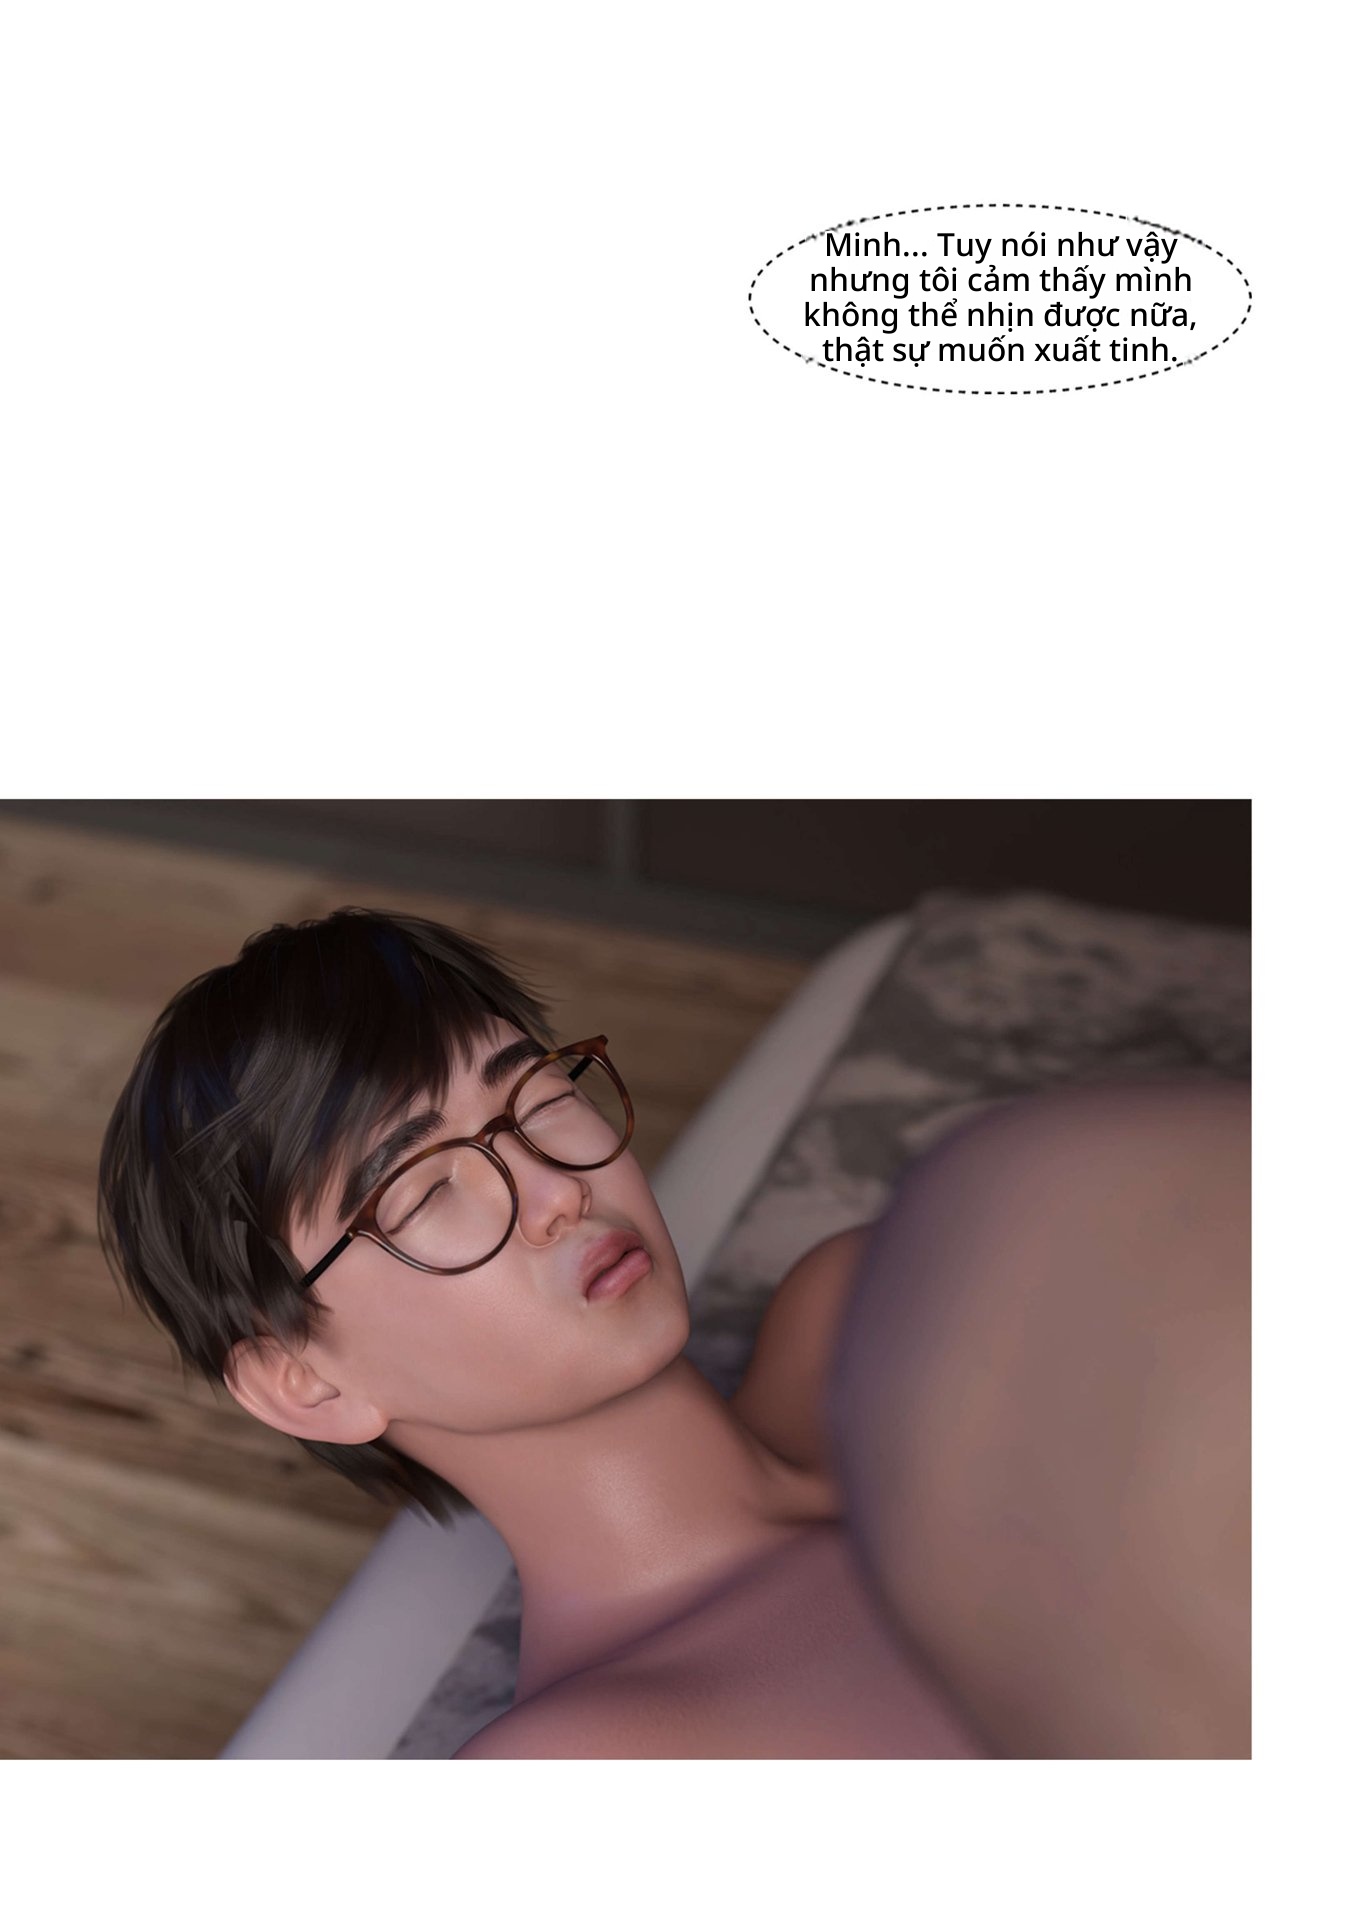 Minh... Tuy nói như vậy
nhưng tôi cảm thấy mình
không thể nhịn được nữa,
thật sự muốn xuất tinh.